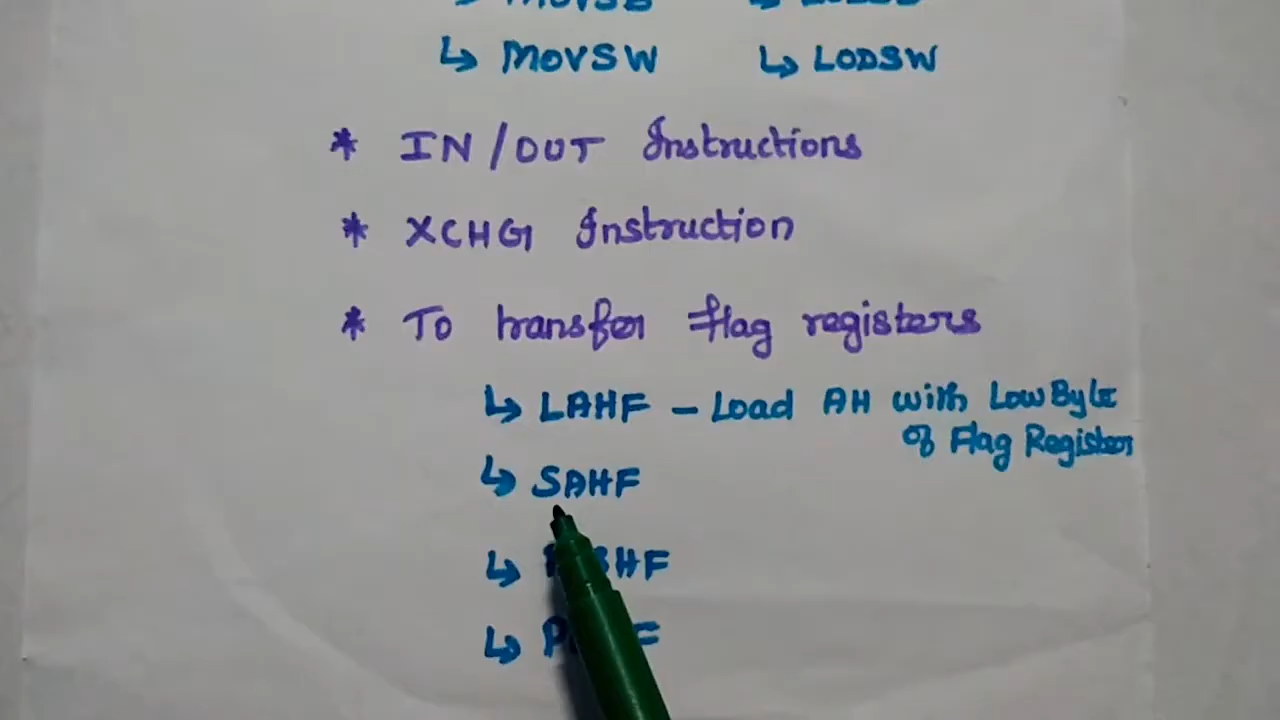 ↳ MOVSW ↳ LODSW
* IN/OUT Instructions
* XCHG Instruction
* To transfer flag registers
↳ LAHF - Load AH with Low Byte
of Flag Register
↳ SAHF